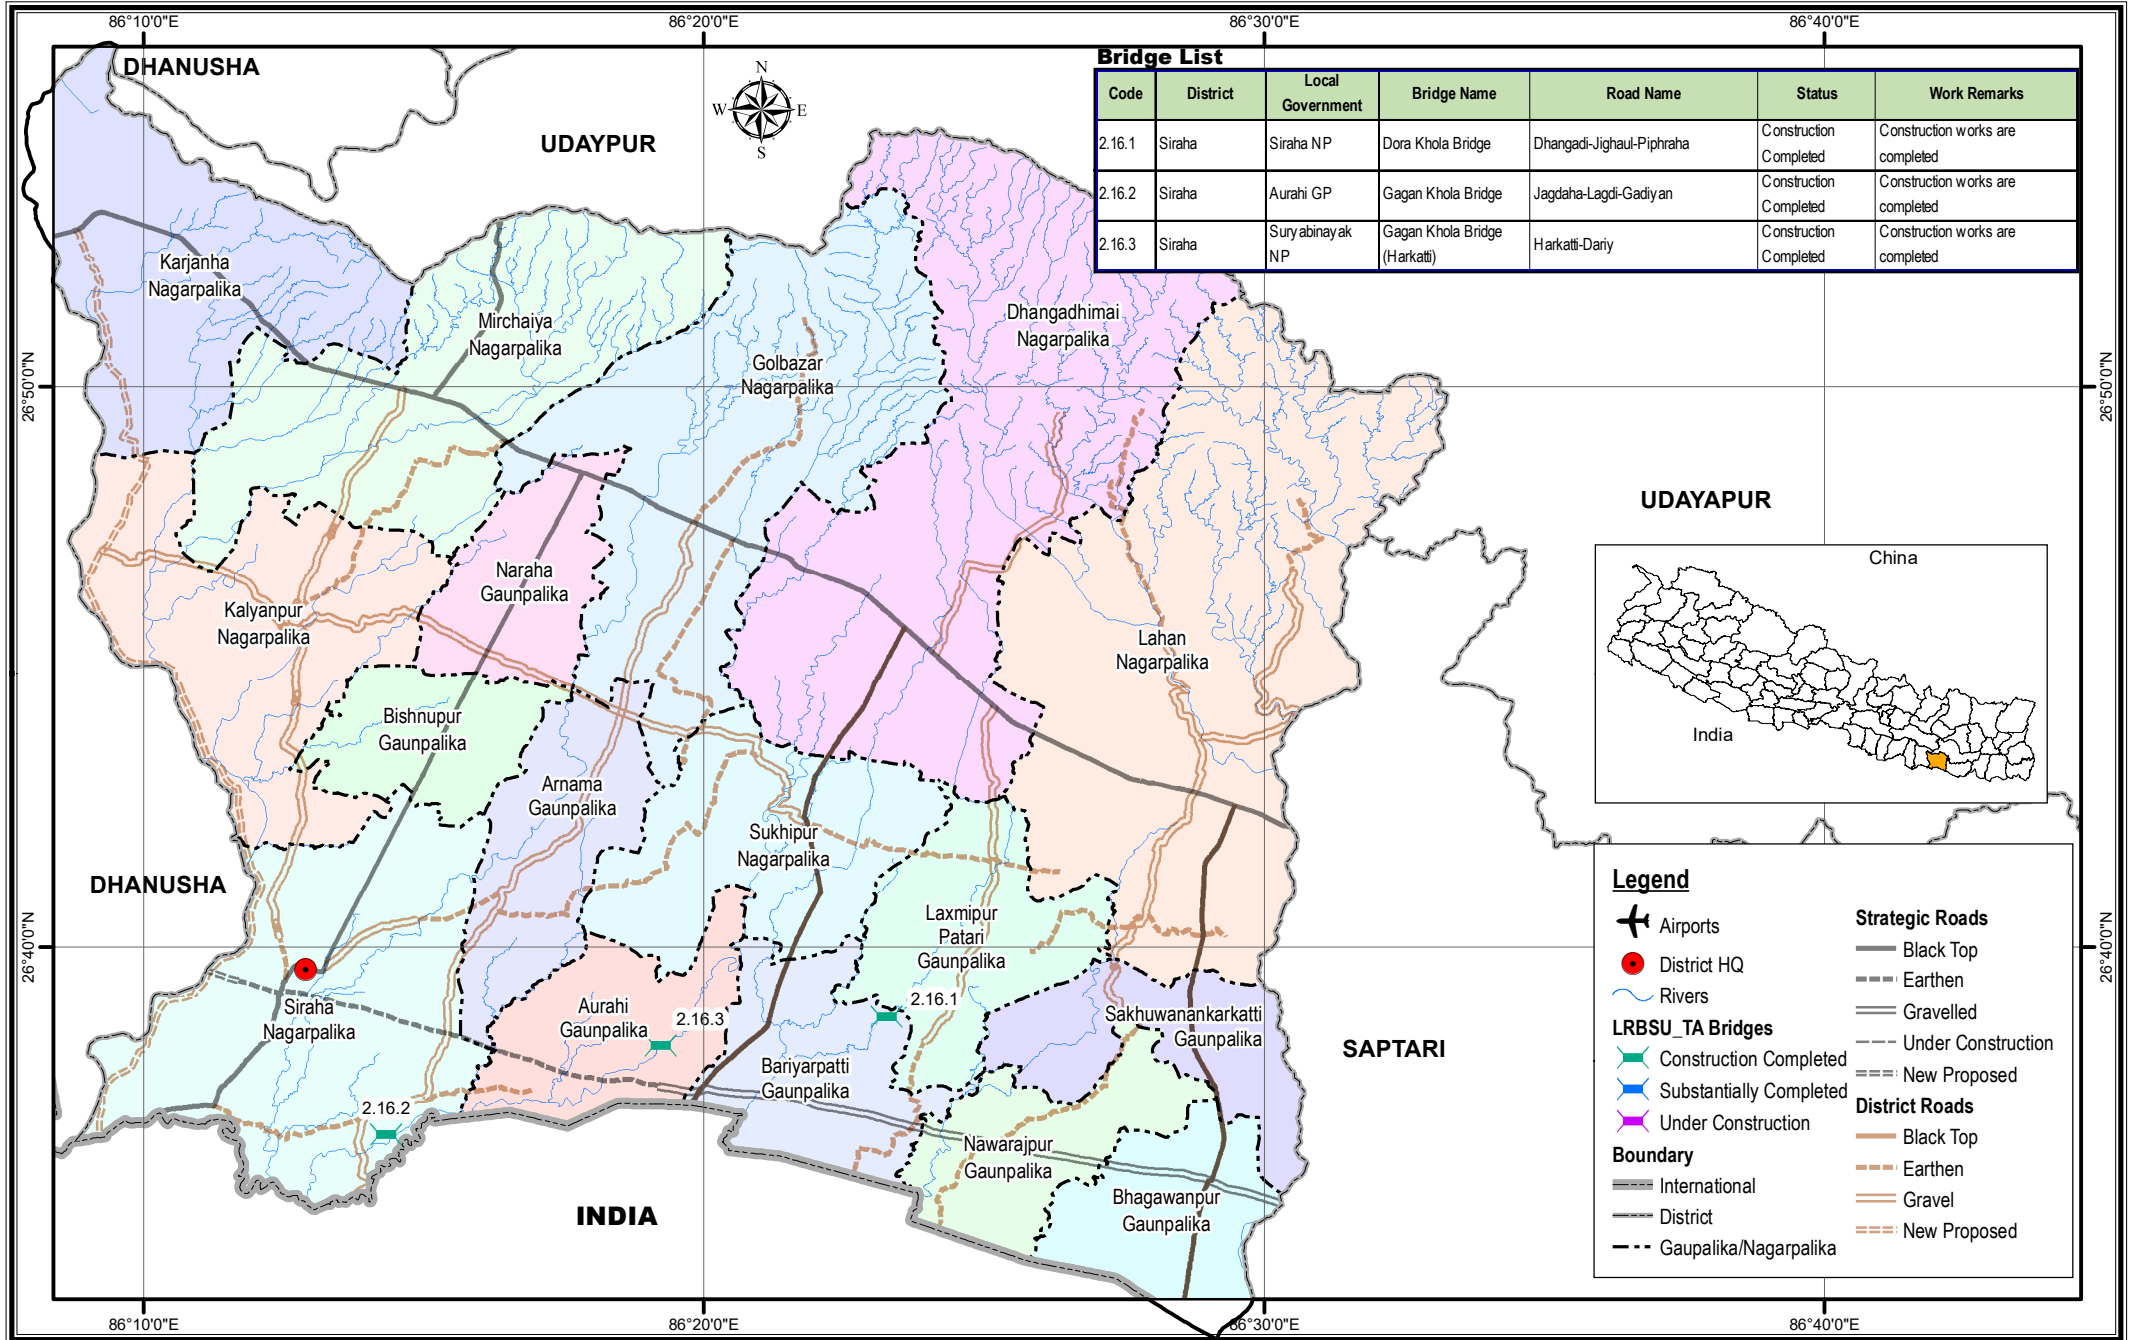 86°10'0"E
86°20'0"E
86°30'0"E
86°40'0"E
Bridge List
Code District Local Government Bridge Name Road Name Status Work Remarks
2.16.1 Siraha Siraha NP Dora Khola Bridge Dhangadi-Jighaul-Piphraha Construction Completed Construction works are completed
2.16.2 Siraha Aurahi GP Gagan Khola Bridge Jagdaha-Lagdi-Gadiyan Construction Completed Construction works are completed
2.16.3 Siraha Suryabinayak NP Gagan Khola Bridge (Harkatti) Harkatti-Dariy Construction Completed Construction works are completed
DHANUSHA
UDAYPUR
N
W
E
S
Karjanha
Nagarpalika
Mirchaiya
Nagarpalika
Golbazar
Nagarpalika
Dhangadhimai
Nagarpalika
26°50'0"N
26°50'0"N
UDAYAPUR
Naraha
Gaunpalika
Kalyanpur
Nagarpalika
Lahan
Nagarpalika
China
India
Bishnupur
Gaunpalika
Arnama
Gaunpalika
Sukhipur
Nagarpalika
DHANUSHA
Laxmipur
Patari
Gaunpalika
26°40'0"N
26°40'0"N
Siraha
Nagarpalika
Aurahi
Gaunpalika
2.16.3
2.16.1
Sakhuwanankarkatti
Gaunpalika
SAPTARI
Bariyarpatti
Gaunpalika
2.16.2
Nawarajpur
Gaunpalika
Bhagawanpur
Gaunpalika
INDIA
Legend
Airports
District HQ
Rivers
LRBSU_TA Bridges
Construction Completed
Substantially Completed
Under Construction
Boundary
International
District
Gaupalika/Nagarpalika
Strategic Roads
Black Top
Earthen
Gravelled
Under Construction
New Proposed
District Roads
Black Top
Earthen
Gravel
New Proposed
86°10'0"E
86°20'0"E
86°30'0"E
86°40'0"E